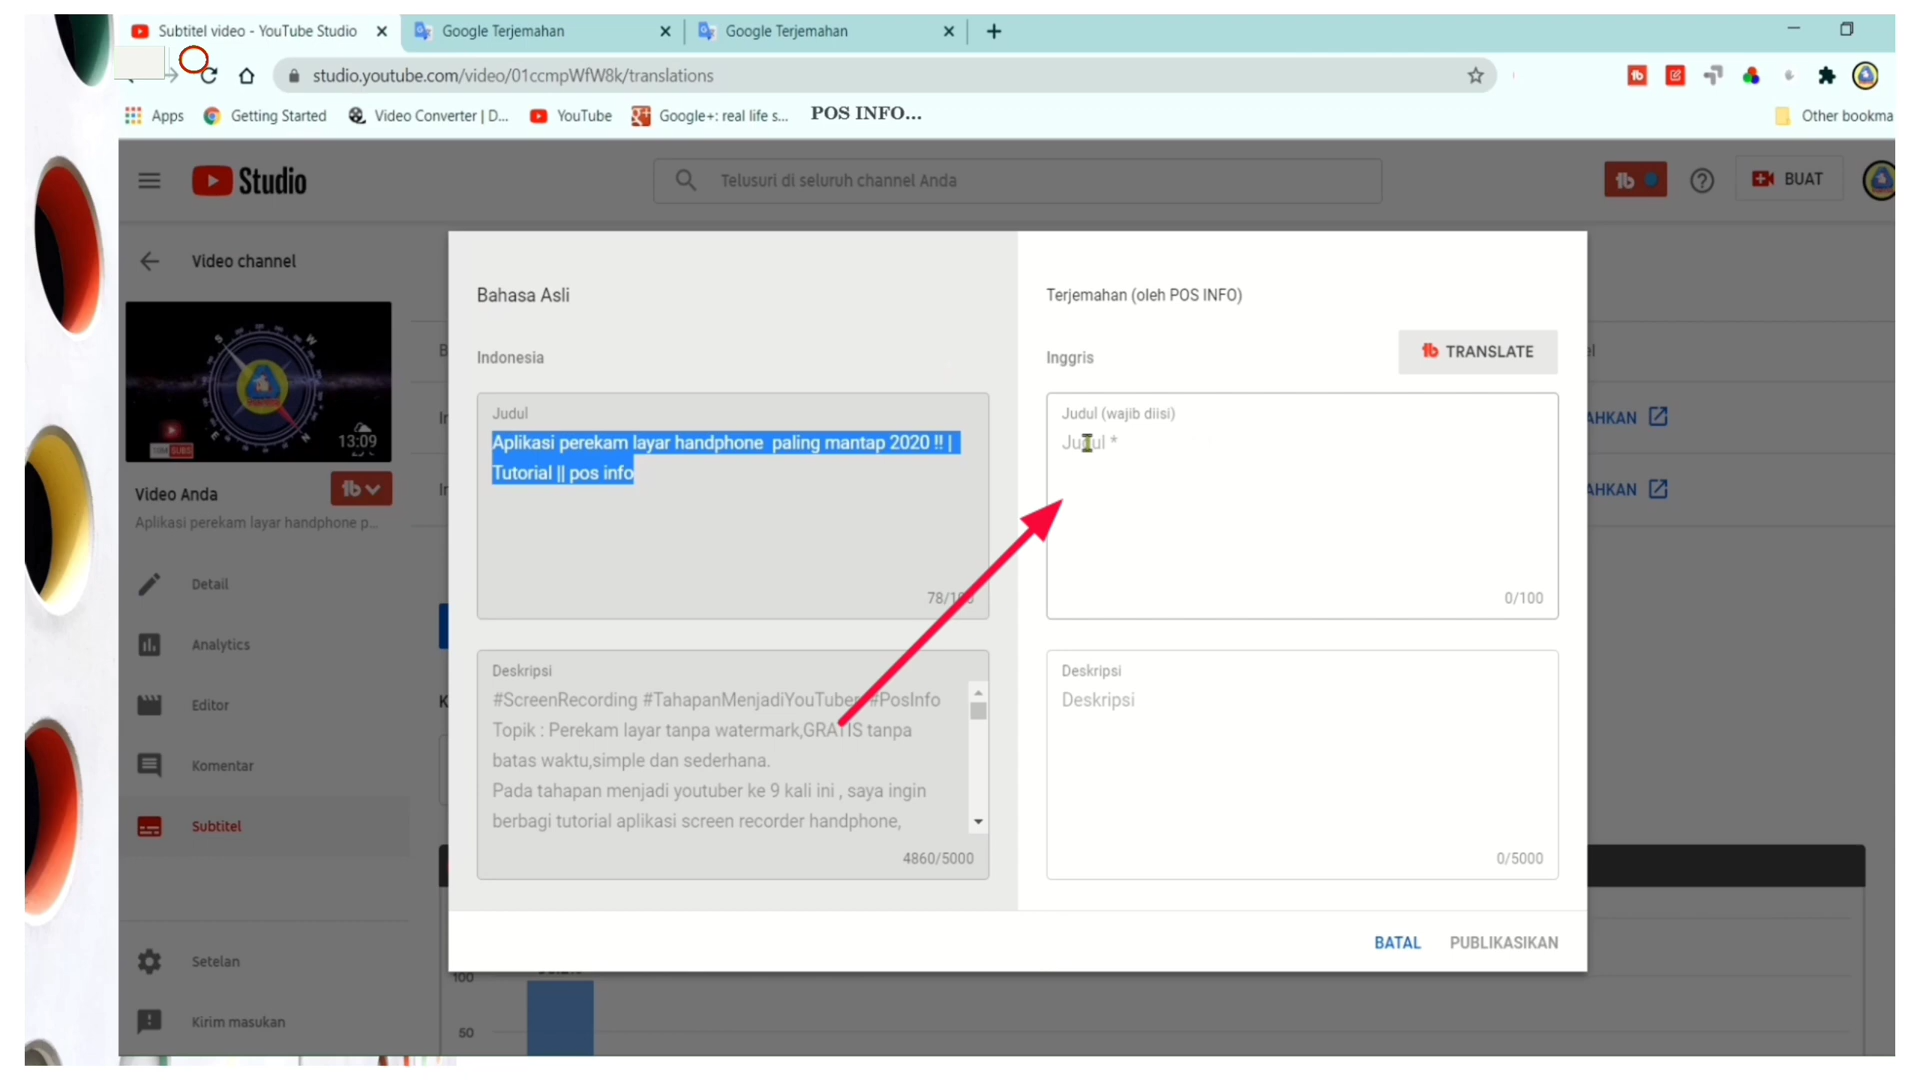 Subtitel video - YouTube Studio
Google Terjemahan
Google Terjemahan
studio.youtube.com/video/01ccmpWfW8k/translations
Apps
Getting Started
Video Converter | D...
YouTube
Google+: real life s...
POS INFO...
Other bookma
Studio
Telusuri di seluruh channel Anda
BUAT
Video channel
13:09
Video Anda
Aplikasi perekam layar handphone p...
Detail
Analytics
Editor
Komentar
Subtitel
Setelan
Kirim masukan
Bahasa Asli
Indonesia
Judul
Aplikasi perekam layar handphone  paling mantap 2020 !! |
Tutorial || pos info
Deskripsi
#ScreenRecording #TahapanMenjadiYouTuber #PosInfo
Topik : Perekam layar tanpa watermark,GRATIS tanpa
batas waktu,simple dan sederhana.
Pada tahapan menjadi youtuber ke 9 kali ini , saya ingin
berbagi tutorial aplikasi screen recorder handphone,
4860/5000
Terjemahan (oleh POS INFO)
Inggris
TRANSLATE
Judul (wajib diisi)
Judul *
0/100
Deskripsi
Deskripsi
0/5000
BATAL
PUBLIKASIKAN
AHKAN
AHKAN
100
50